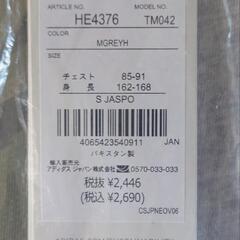 ARTICLE NO. MODEL NO.
HE4376 TM042
COLOR
MGREYH
SIZE
チェスト 85-91
身 長 162-168
S JASPO
4065423540911 JAN
パキスタン製
輸入販売元
アディダス ジャパン株式会社 0570-033-033
税抜 ¥2,446
(税込 ¥2,690)
CSJPNEOV06